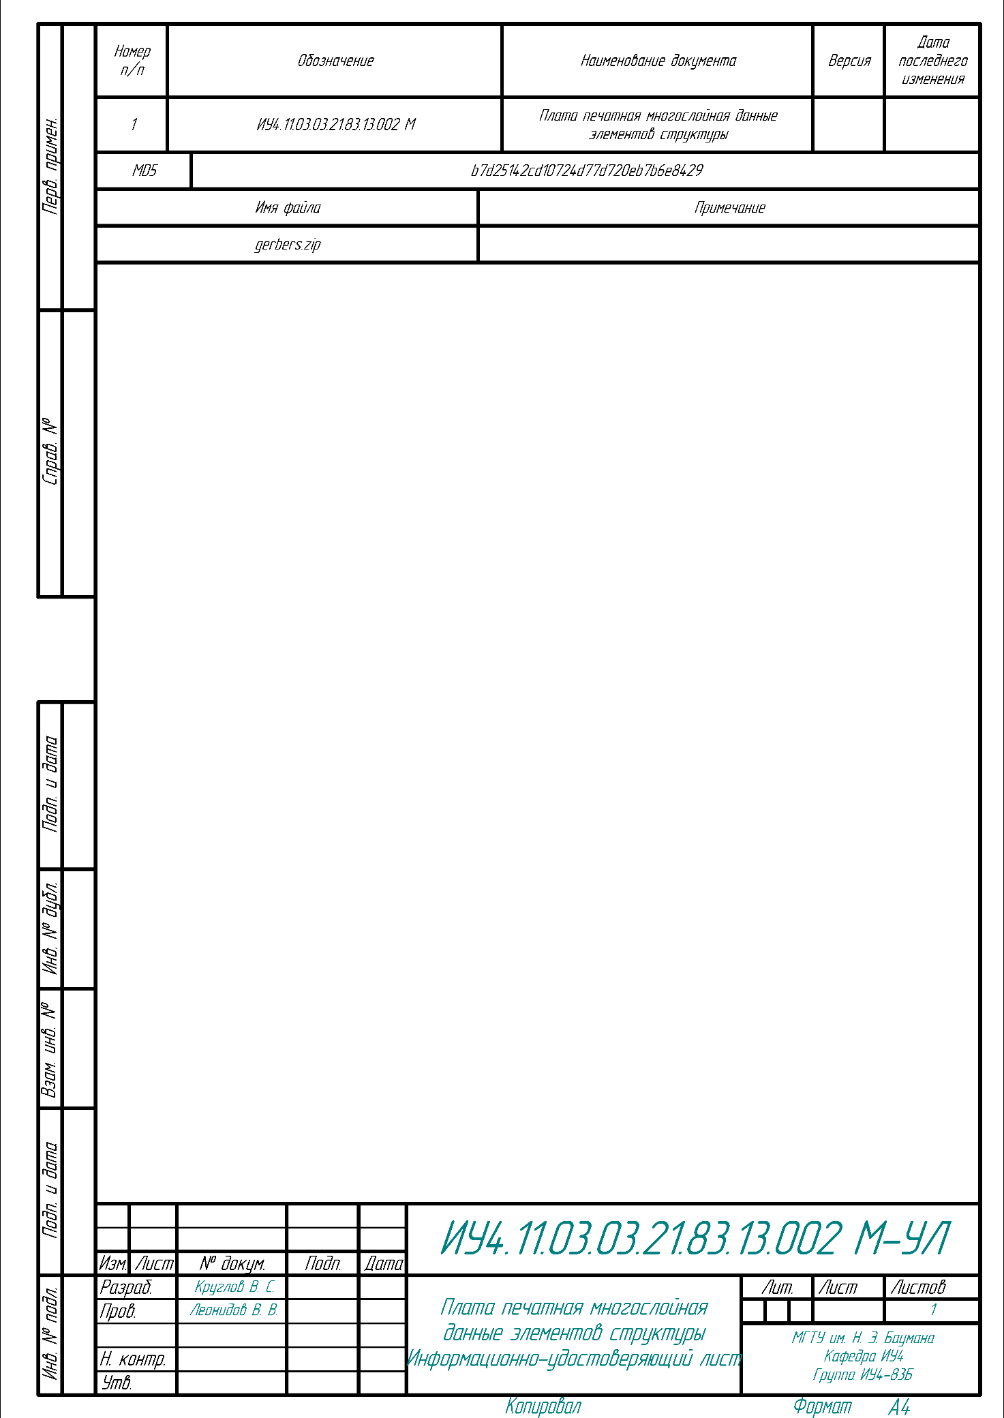 Номер
п/п
Обозначение
Наименование документа
Версия
Дата
последнего
изменения
1
ИУ4.11.03.03.21.83.13.002 М
Плата печатная многослойная данные
элементов структуры
MD5
b7d25142cd10724d77d720eb7b6e8429
Имя файла
Примечание
gerbers.zip
Перв. примен.
Справ. №
Подп. и дата
Инв. № дубл.
Взам. инв. №
Подп. и дата
Инв. № подл.
ИУ4.11.03.03.21.83.13.002 М-УЛ
Изм. Лист № докум. Подп. Дата
Разраб. Круглов В. С.
Пров. Леонидов В. В.
Н. контр.
Утв.
Плата печатная многослойная
данные элементов структуры
Информационно-удостоверяющий лист
Лит. Лист Листов
1
МГТУ им. Н. Э. Баумана
Кафедра ИУ4
Группа ИУ4-83Б
Копировал
Формат А4